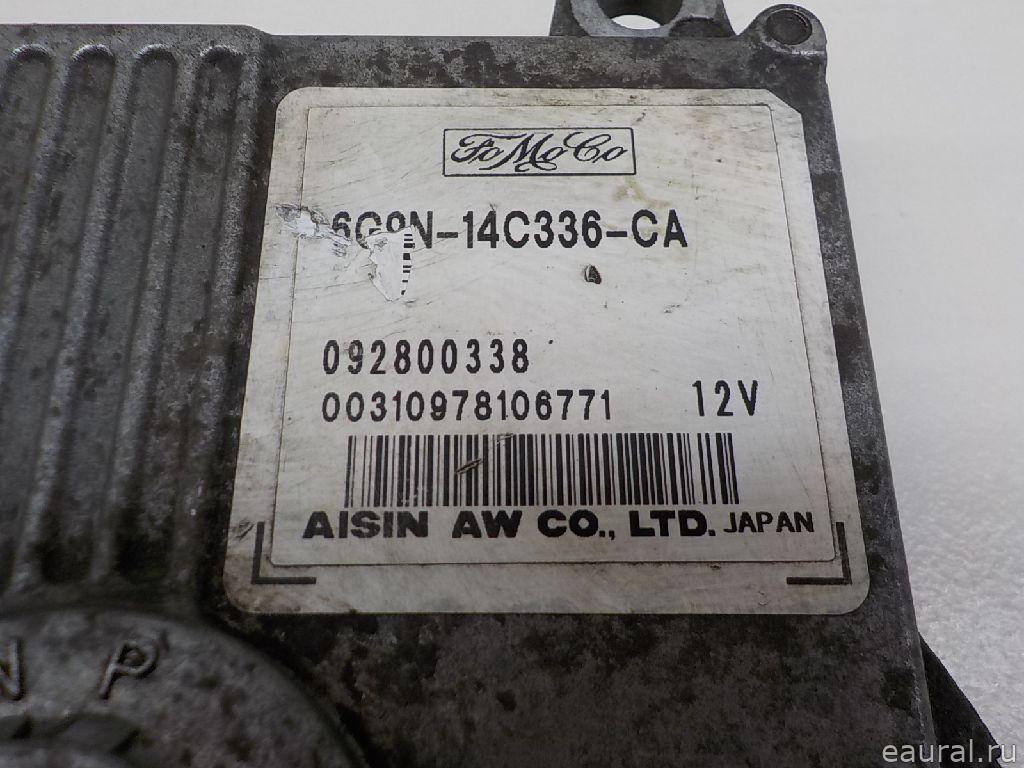 FoMoCo
6G9N-14C336-CA
092800338
00310978106771 12V
AISIN AW CO., LTD. JAPAN
N P
eaural.ru